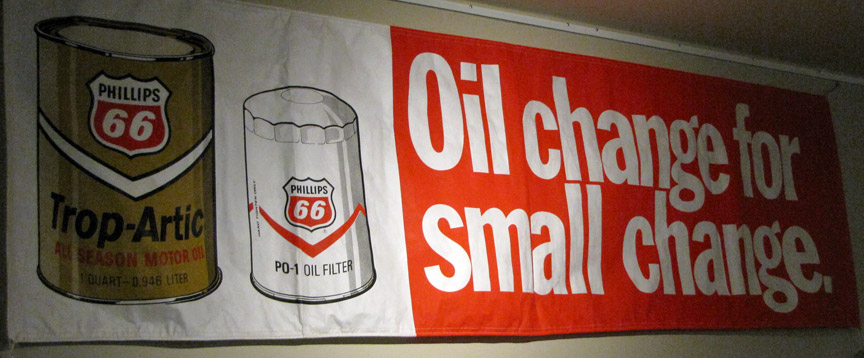 PHILLIPS
66
Trop-Artic
ALL SEASON MOTOR OIL
1 QUART – 0.946 LITER
PHILLIPS
66
PO-1 OIL FILTER
Oil change for
small change.